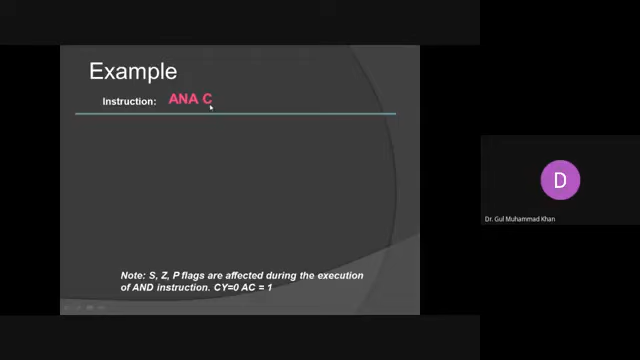 Example
Instruction: ANA C
Note: S, Z, P flags are affected during the execution
of AND instruction. CY=0 AC = 1
D
Dr. Gul Muhammad Khan